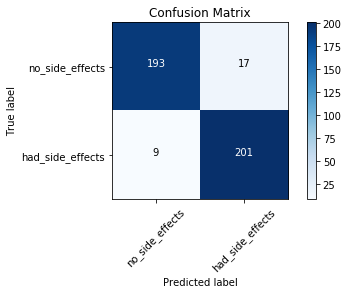 Confusion Matrix
True label
no_side_effects
193
17
had_side_effects
9
201
no_side_effects
had_side_effects
Predicted label
200
175
150
125
100
75
50
25